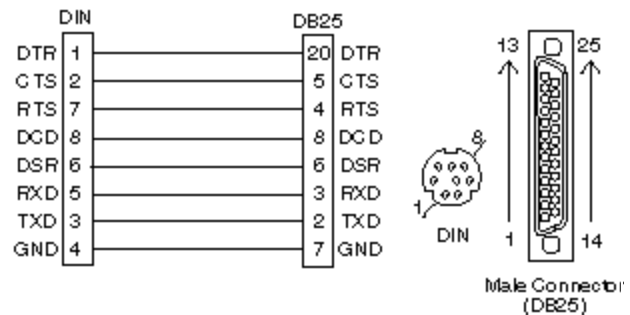 DIN DB25
DTR 1 20 DTR
CTS 2 5 CTS
RTS 7 4 RTS
DCD 8 8 DCD
DSR 6 6 DSR
RXD 5 3 RXD
TXD 3 2 TXD
GND 4 7 GND
8
1
DIN
13 25
1 14
Male Connector
(DB25)